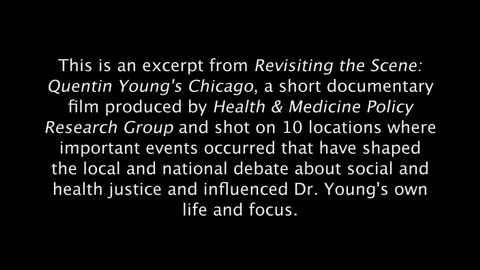 This is an excerpt from Revisiting the Scene:
Quentin Young's Chicago, a short documentary
film produced by Health & Medicine Policy
Research Group and shot on 10 locations where
important events occurred that have shaped
the local and national debate about social and
health justice and influenced Dr. Young's own
life and focus.